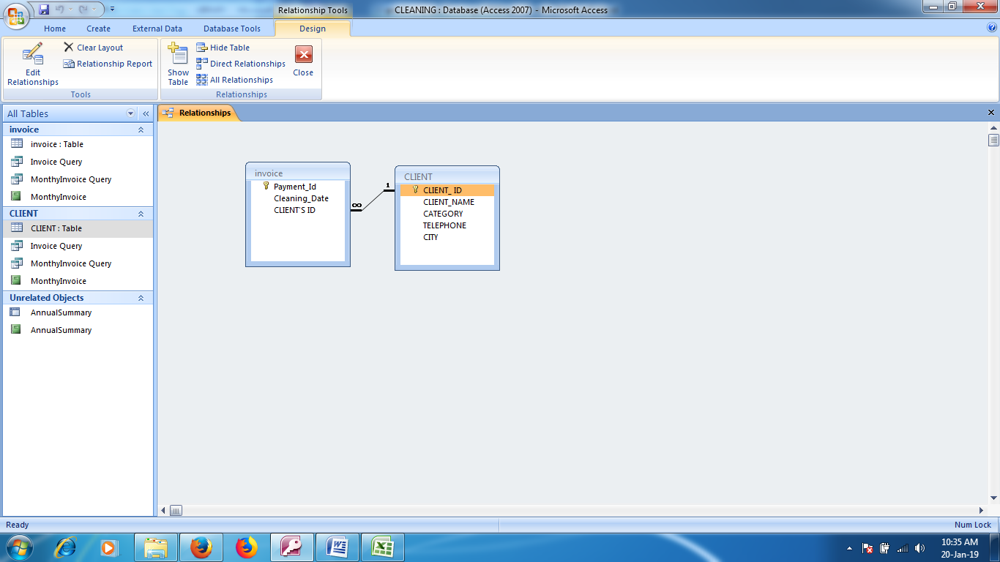 Relationship Tools
CLEANING : Database (Access 2007) - Microsoft Access
Home
Create
External Data
Database Tools
Design
Edit
Relationships
Clear Layout
Relationship Report
Tools
Show
Table
Hide Table
Direct Relationships
All Relationships
Close
Relationships
All Tables
Relationships
invoice
invoice : Table
Invoice Query
MonthyInvoice Query
MonthyInvoice
CLIENT
CLIENT : Table
Invoice Query
MonthyInvoice Query
MonthyInvoice
Unrelated Objects
AnnualSummary
AnnualSummary
invoice
Payment_Id
Cleaning_Date
CLIENT'S ID
∞
1
CLIENT
CLIENT_ ID
CLIENT_NAME
CATEGORY
TELEPHONE
CITY
Ready
Num Lock
10:35 AM
20-Jan-19